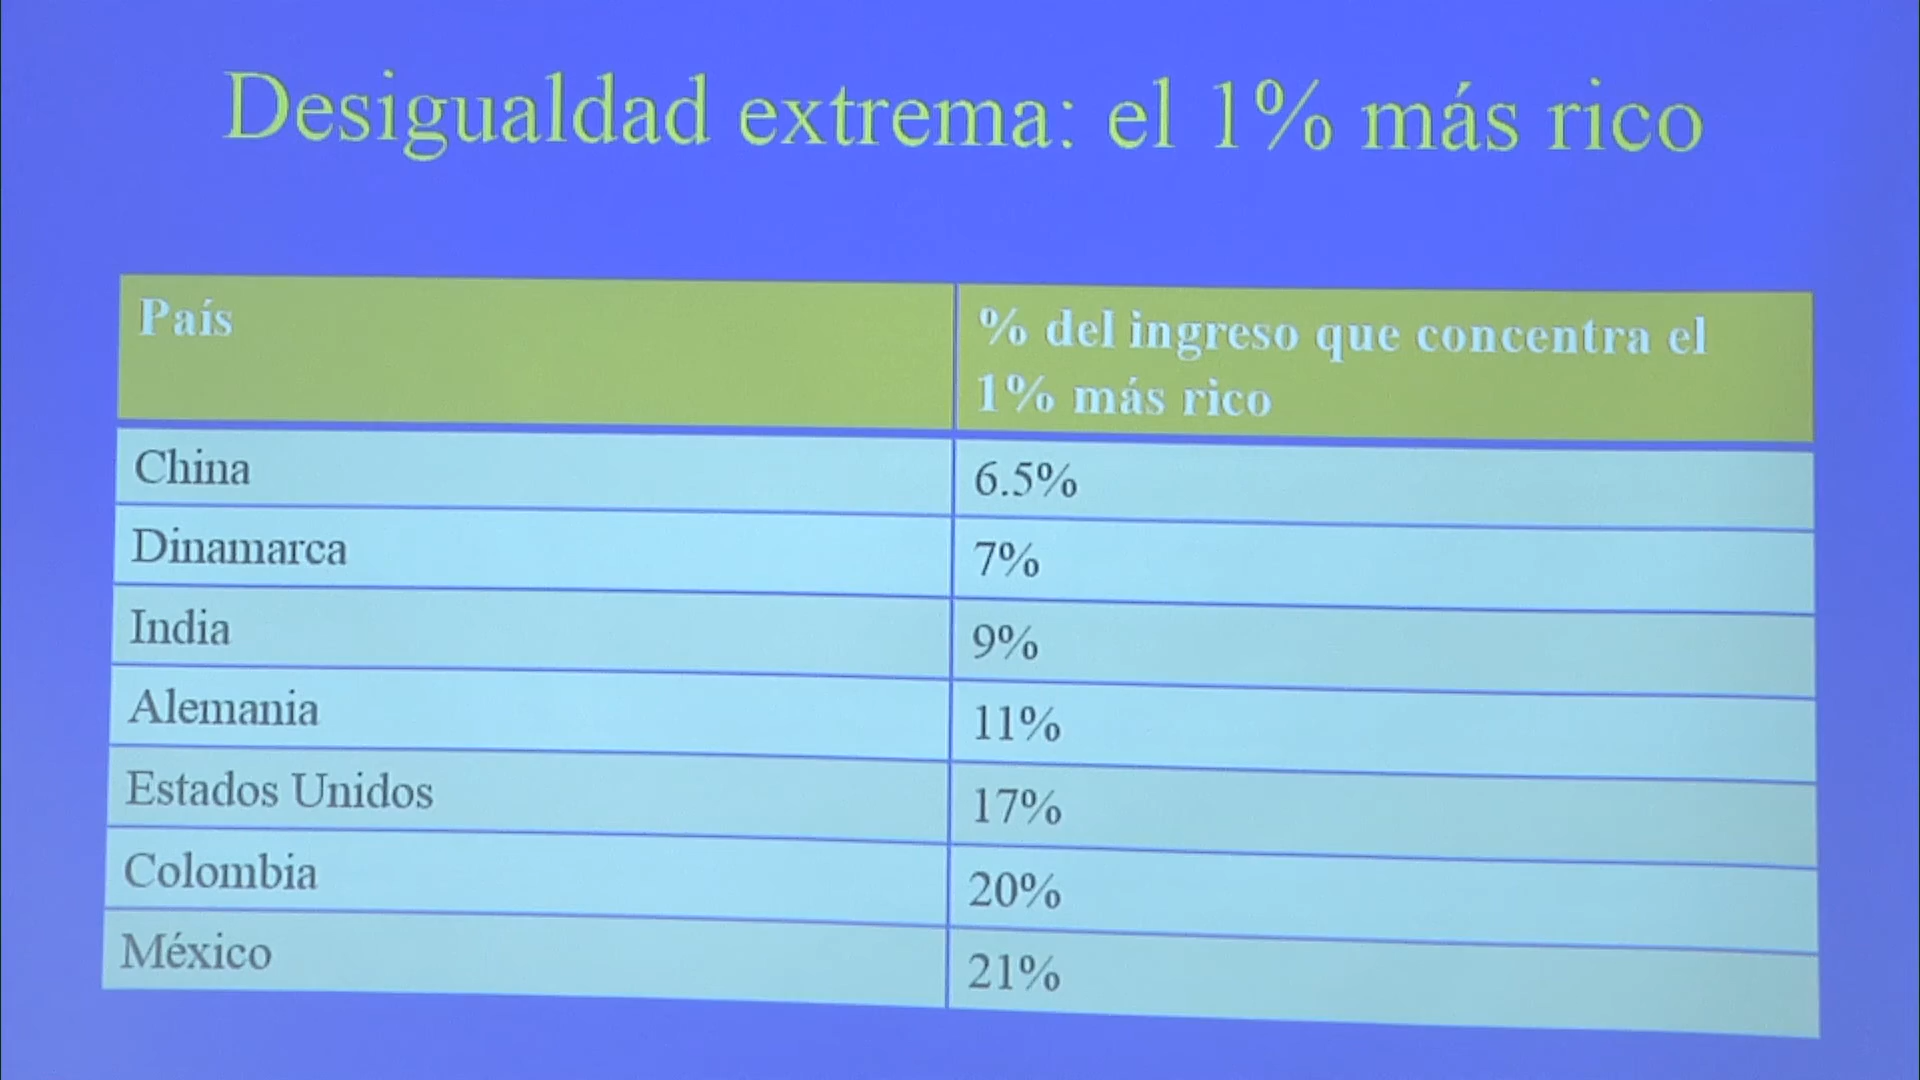 Desigualdad extrema: el 1% más rico
País
% del ingreso que concentra el
1% más rico
China
6.5%
Dinamarca
7%
India
9%
Alemania
11%
Estados Unidos
17%
Colombia
20%
México
21%